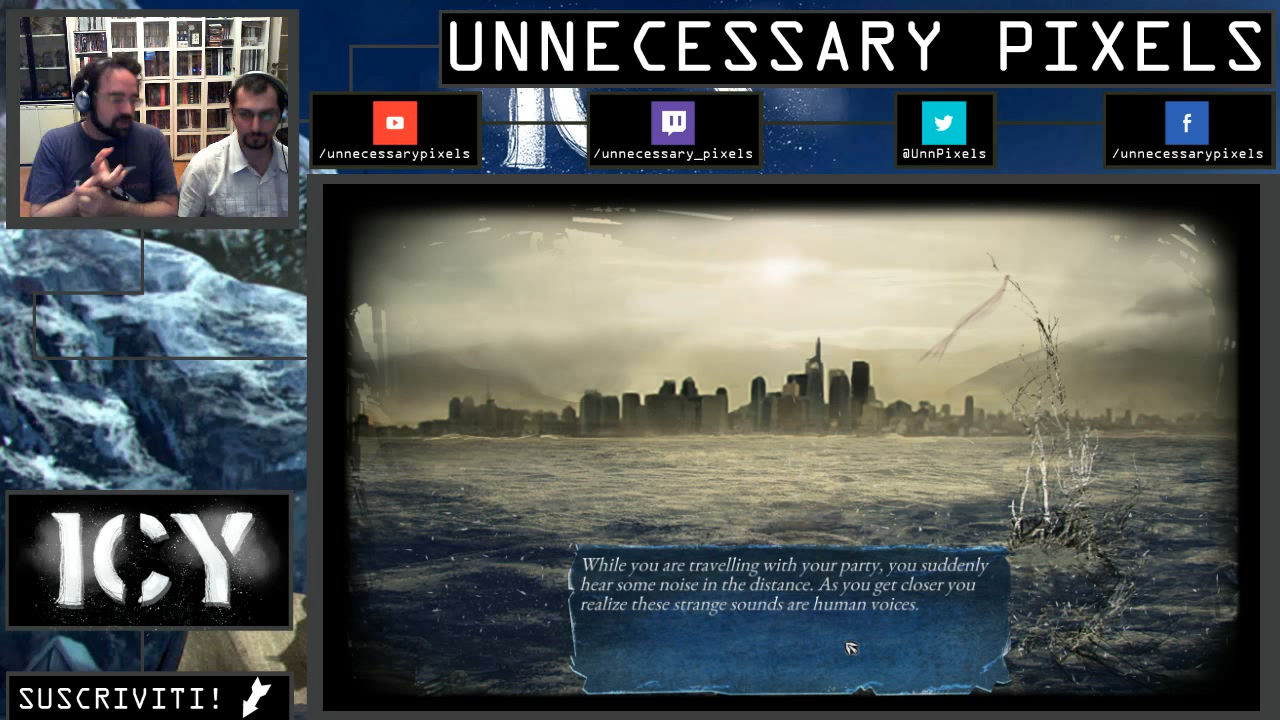 UNNECESSARY PIXELS
/unnecessarypixels
/unnecessary_pixels
@UnnPixels
/unnecessarypixels
ICY
SUSCRIVITI!
While you are travelling with your party, you suddenly
hear some noise in the distance. As you get closer you
realize these strange sounds are human voices.